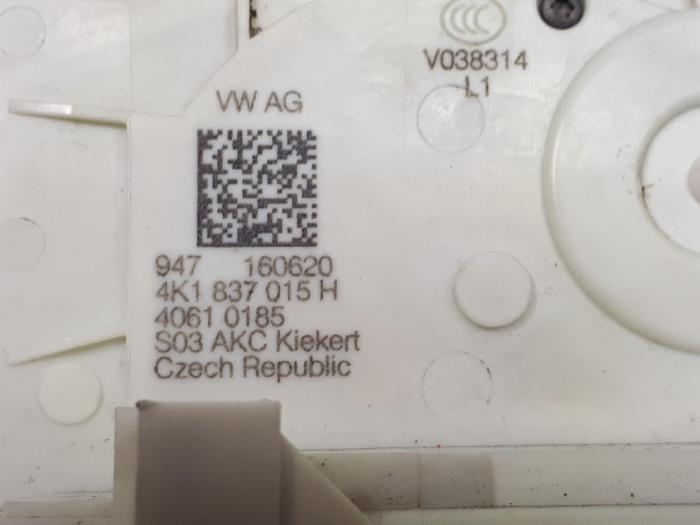 V038314
L1
VW AG
947 160620
4K1 837 015 H
4061 0185
S03 AKC Kiekert
Czech Republic